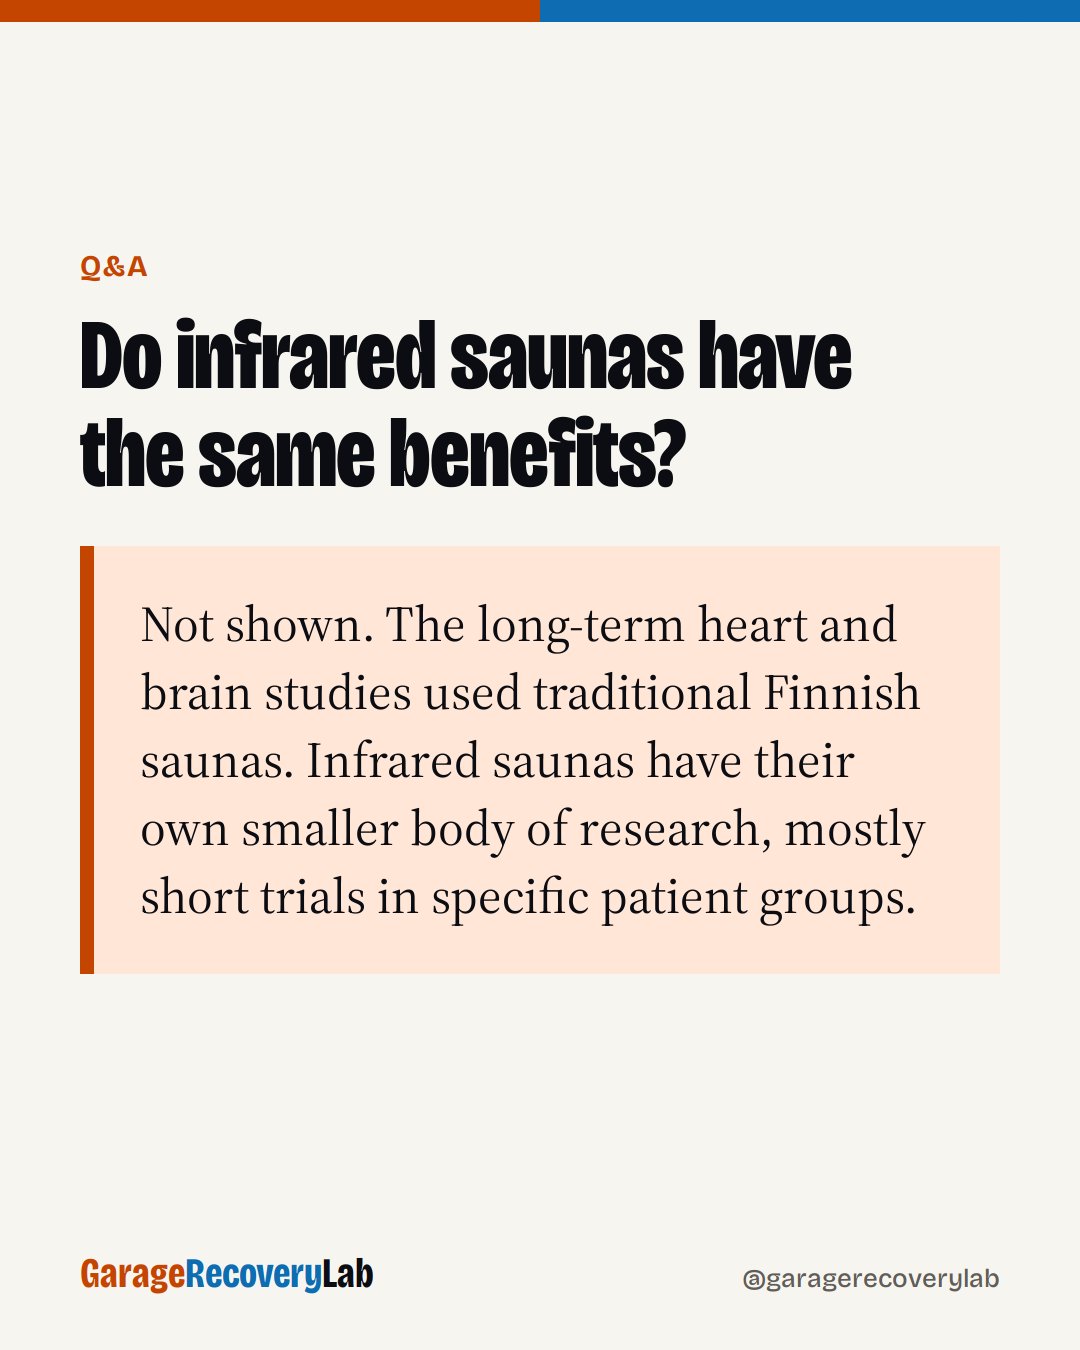 Q&A
Do infrared saunas have
the same benefits?
Not shown. The long-term heart and
brain studies used traditional Finnish
saunas. Infrared saunas have their
own smaller body of research, mostly
short trials in specific patient groups.
GarageRecoveryLab
@garagerecoverylab